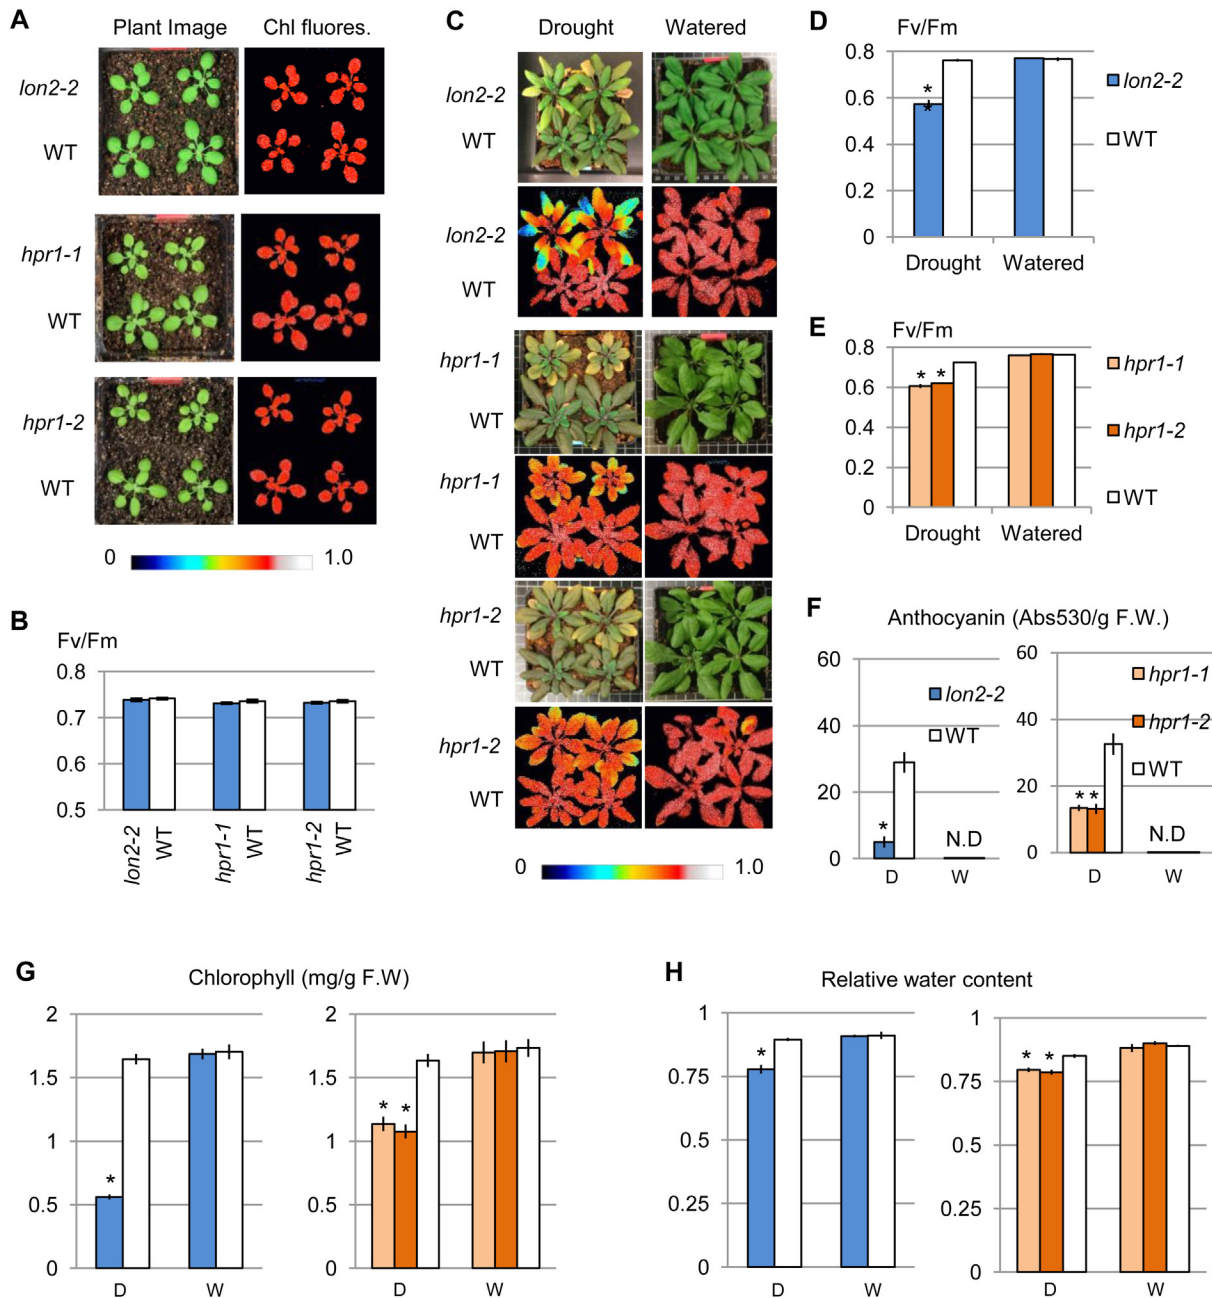 A
Plant Image Chl fluores.
lon2-2
WT
hpr1-1
WT
hpr1-2
WT
0 1.0
B
Fv/Fm
0.8
0.7
0.6
0.5
lon2-2 WT hpr1-1 WT hpr1-2 WT
C
Drought Watered
lon2-2
WT
lon2-2
WT
hpr1-1
WT
hpr1-1
WT
hpr1-2
WT
hpr1-2
WT
0 1.0
D
Fv/Fm
0.8
0.6
0.4
0.2
0
*
*
Drought Watered
lon2-2
WT
E
Fv/Fm
0.8
0.6
0.4
0.2
0
* *
Drought Watered
hpr1-1
hpr1-2
WT
F
Anthocyanin (Abs530/g F.W.)
60
40
20
0
*
N.D
D W
lon2-2
WT
60
40
20
0
* *
N.D
D W
hpr1-1
hpr1-2
WT
G
Chlorophyll (mg/g F.W)
2
1.5
1
0.5
0
*
D W
2
1.5
1
0.5
0
* *
D W
H
Relative water content
1
0.75
0.5
0.25
0
*
D W
1
0.75
0.5
0.25
0
* *
D W